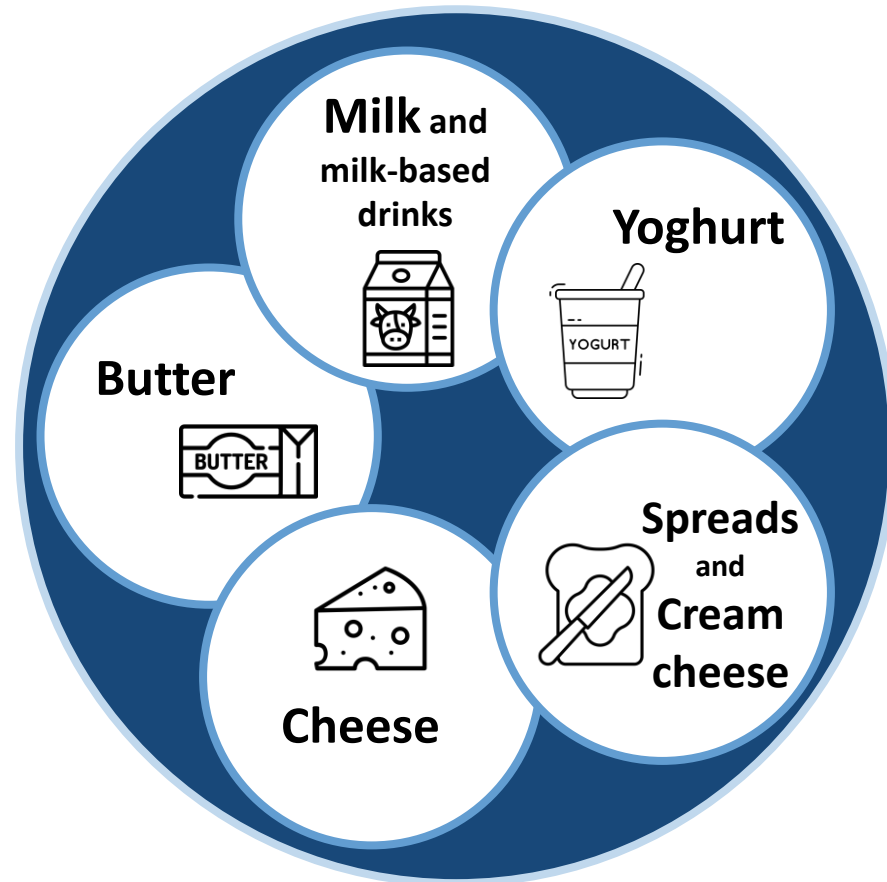 Milk and
milk-based
drinks
Yoghurt
YOGURT
Butter
BUTTER
Spreads
and
Cream
cheese
Cheese